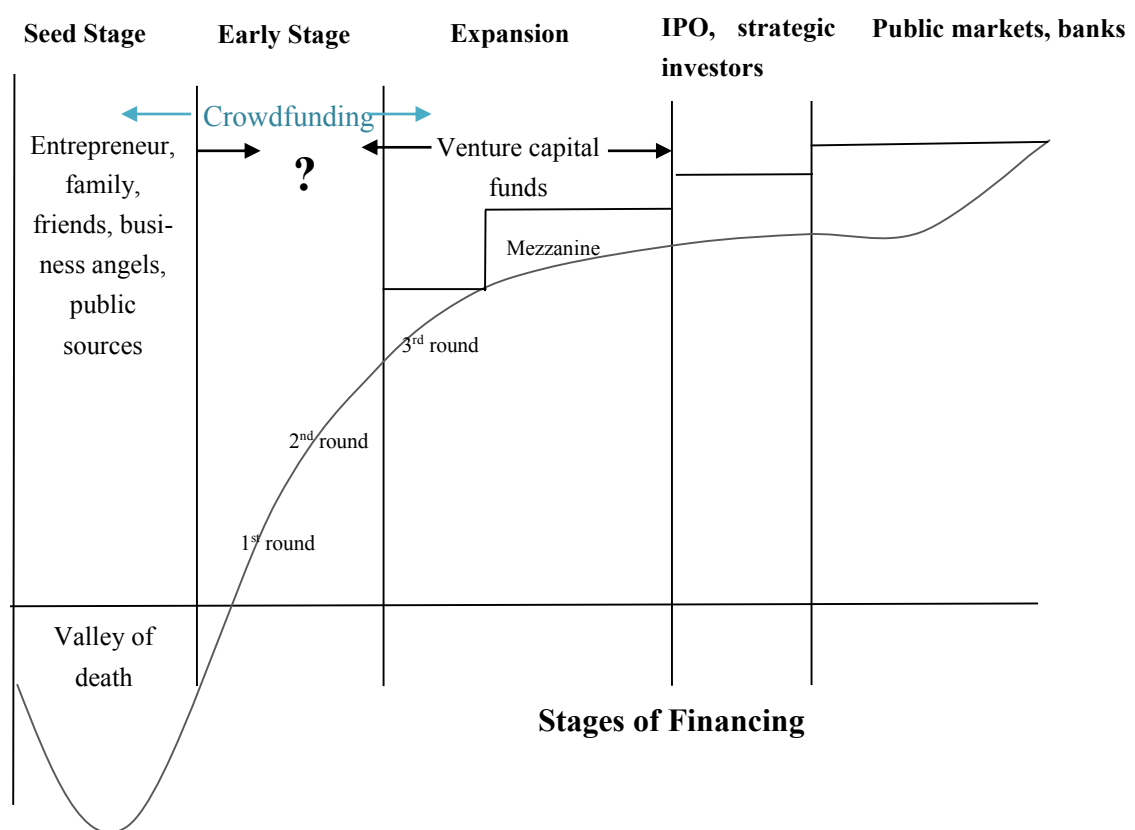 Seed Stage
Early Stage
Expansion
IPO, strategic
investors
Public markets, banks
Crowdfunding
Entrepreneur,
family,
friends, busi-
ness angels,
public
sources
?
Venture capital
funds
Mezzanine
3rd round
2nd round
1st round
Valley of
death
Stages of Financing